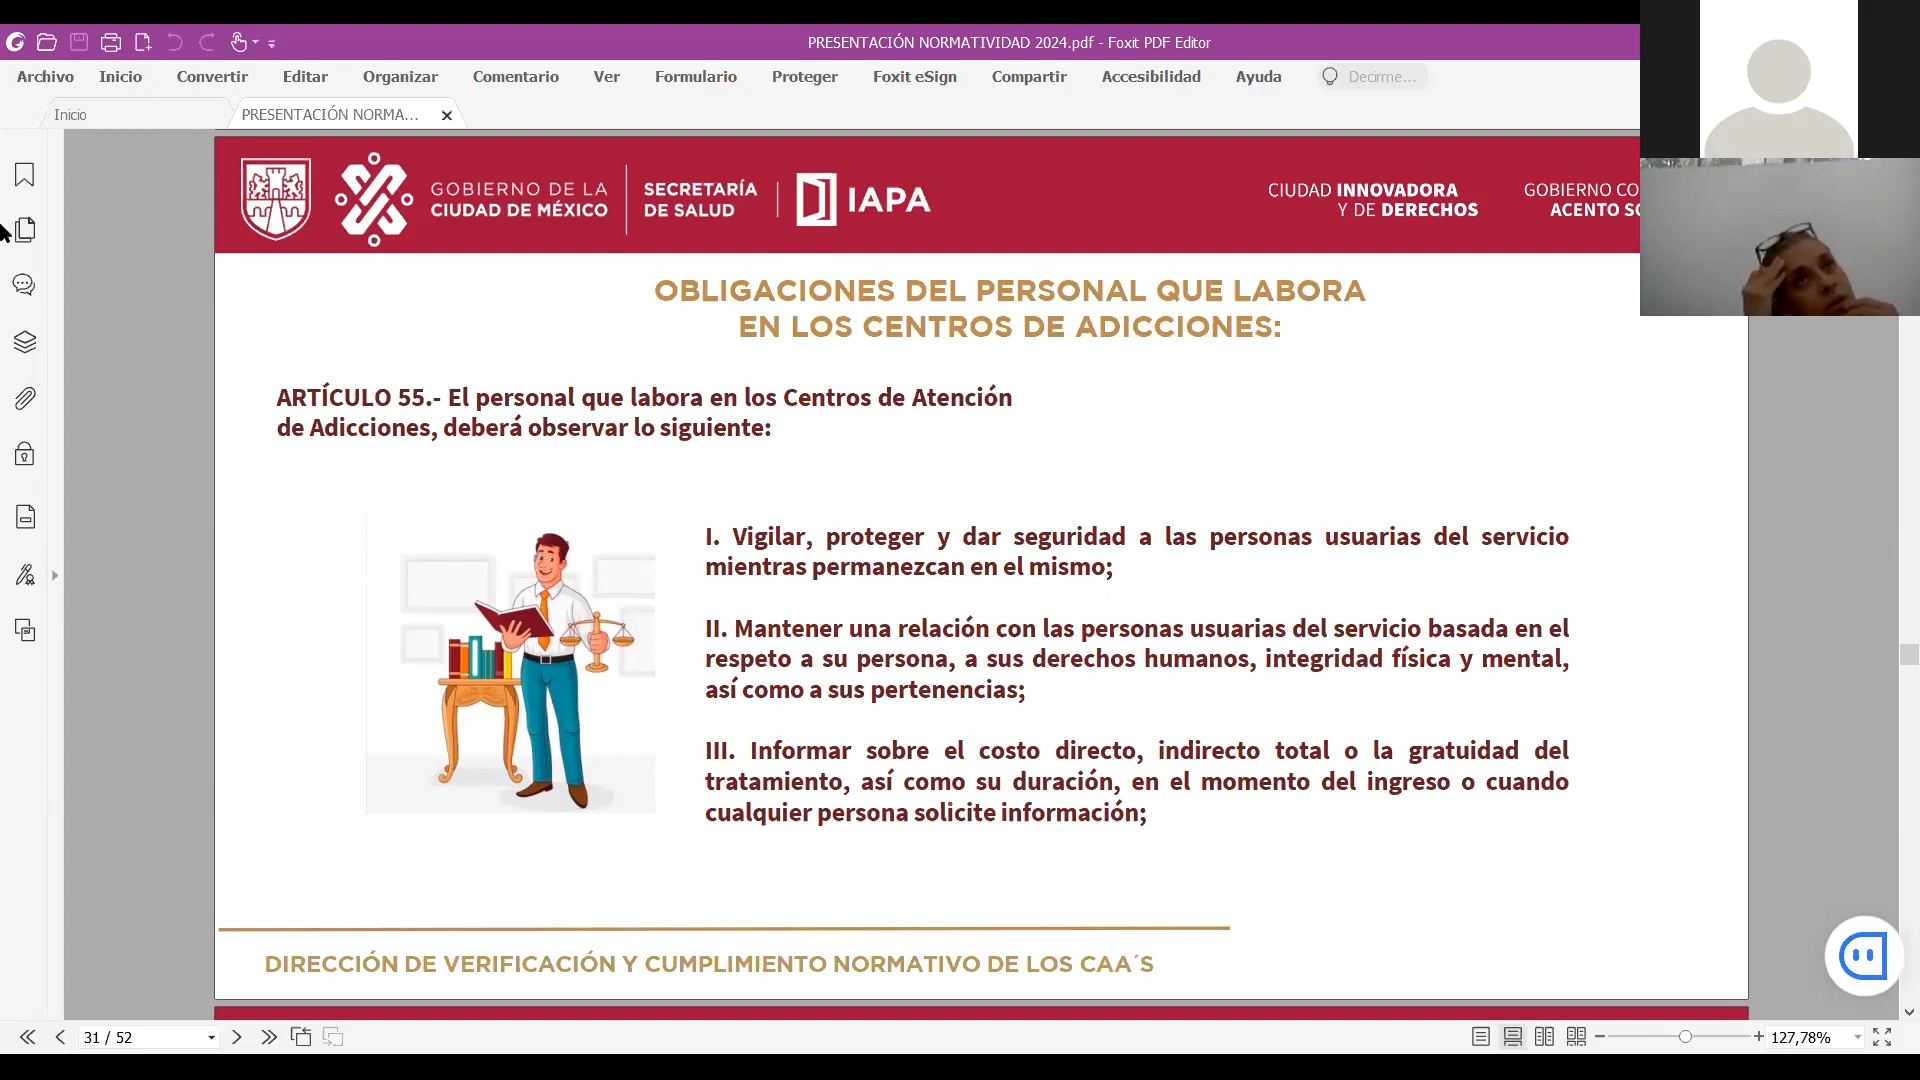 PRESENTACIÓN NORMATIVIDAD 2024.pdf - Foxit PDF Editor
Archivo Inicio Convertir Editar Organizar Comentario Ver Formulario Proteger Foxit eSign Compartir Accesibilidad Ayuda Decirme...
Inicio
PRESENTACIÓN NORMA...
GOBIERNO DE LA
CIUDAD DE MÉXICO
SECRETARÍA
DE SALUD
IAPA
CIUDAD INNOVADORA
Y DE DERECHOS
GOBIERNO CO
ACENTO SO
OBLIGACIONES DEL PERSONAL QUE LABORA
EN LOS CENTROS DE ADICCIONES:
ARTÍCULO 55.- El personal que labora en los Centros de Atención
de Adicciones, deberá observar lo siguiente:
I. Vigilar, proteger y dar seguridad a las personas usuarias del servicio
mientras permanezcan en el mismo;
II. Mantener una relación con las personas usuarias del servicio basada en el
respeto a su persona, a sus derechos humanos, integridad física y mental,
así como a sus pertenencias;
III. Informar sobre el costo directo, indirecto total o la gratuidad del
tratamiento, así como su duración, en el momento del ingreso o cuando
cualquier persona solicite información;
DIRECCIÓN DE VERIFICACIÓN Y CUMPLIMIENTO NORMATIVO DE LOS CAA´S
31 / 52
127,78%